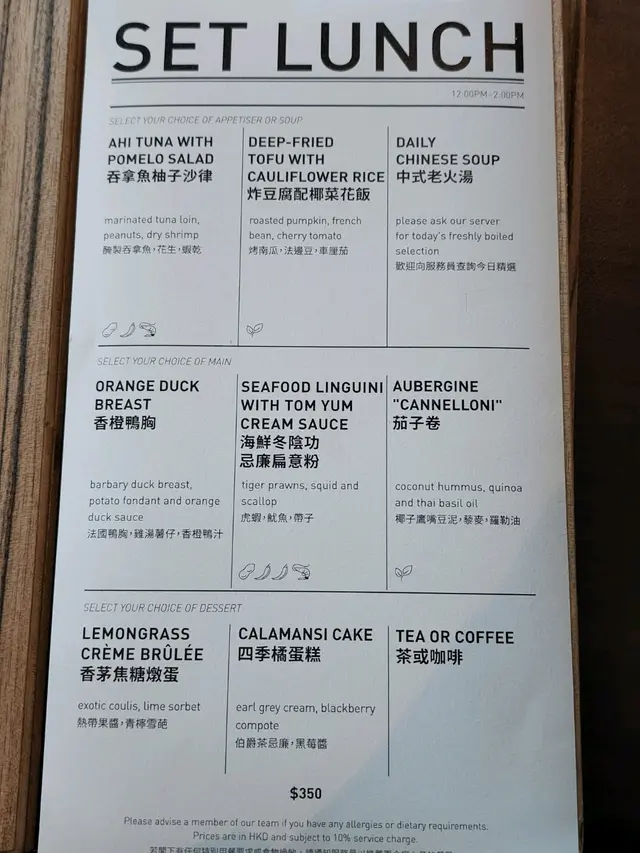 SET LUNCH
12:00PM-2:00PM
SELECT YOUR CHOICE OF APPETISER OR SOUP
AHI TUNA WITH
POMELO SALAD
吞拿魚柚子沙律
marinated tuna loin,
peanuts, dry shrimp
醃製吞拿魚，花生，蝦乾
DEEP-FRIED
TOFU WITH
CAULIFLOWER RICE
炸豆腐配椰菜花飯
roasted pumpkin, french
bean, cherry tomato
烤南瓜，法邊豆，車厘茄
DAILY
CHINESE SOUP
中式老火湯
please ask our server
for today's freshly boiled
selection
歡迎向服務員查詢今日精選
SELECT YOUR CHOICE OF MAIN
ORANGE DUCK
BREAST
香橙鴨胸
barbary duck breast,
potato fondant and orange
duck sauce
法國鴨胸，雞湯薯仔，香橙鴨汁
SEAFOOD LINGUINI
WITH TOM YUM
CREAM SAUCE
海鮮冬陰功
忌廉扁意粉
tiger prawns, squid and
scallop
虎蝦，魷魚，帶子
AUBERGINE
"CANNELLONI"
茄子卷
coconut hummus, quinoa
and thai basil oil
椰子鷹嘴豆泥，藜麥，羅勒油
SELECT YOUR CHOICE OF DESSERT
LEMONGRASS
CRÈME BRÛLÉE
香茅焦糖燉蛋
exotic coulis, lime sorbet
熱帶果醬，青檸雪葩
CALAMANSI CAKE
四季橘蛋糕
earl grey cream, blackberry
compote
伯爵茶忌廉，黑莓醬
TEA OR COFFEE
茶或咖啡
$350
Please advise a member of our team if you have any allergies or dietary requirements.
Prices are in HKD and subject to 10% service charge.